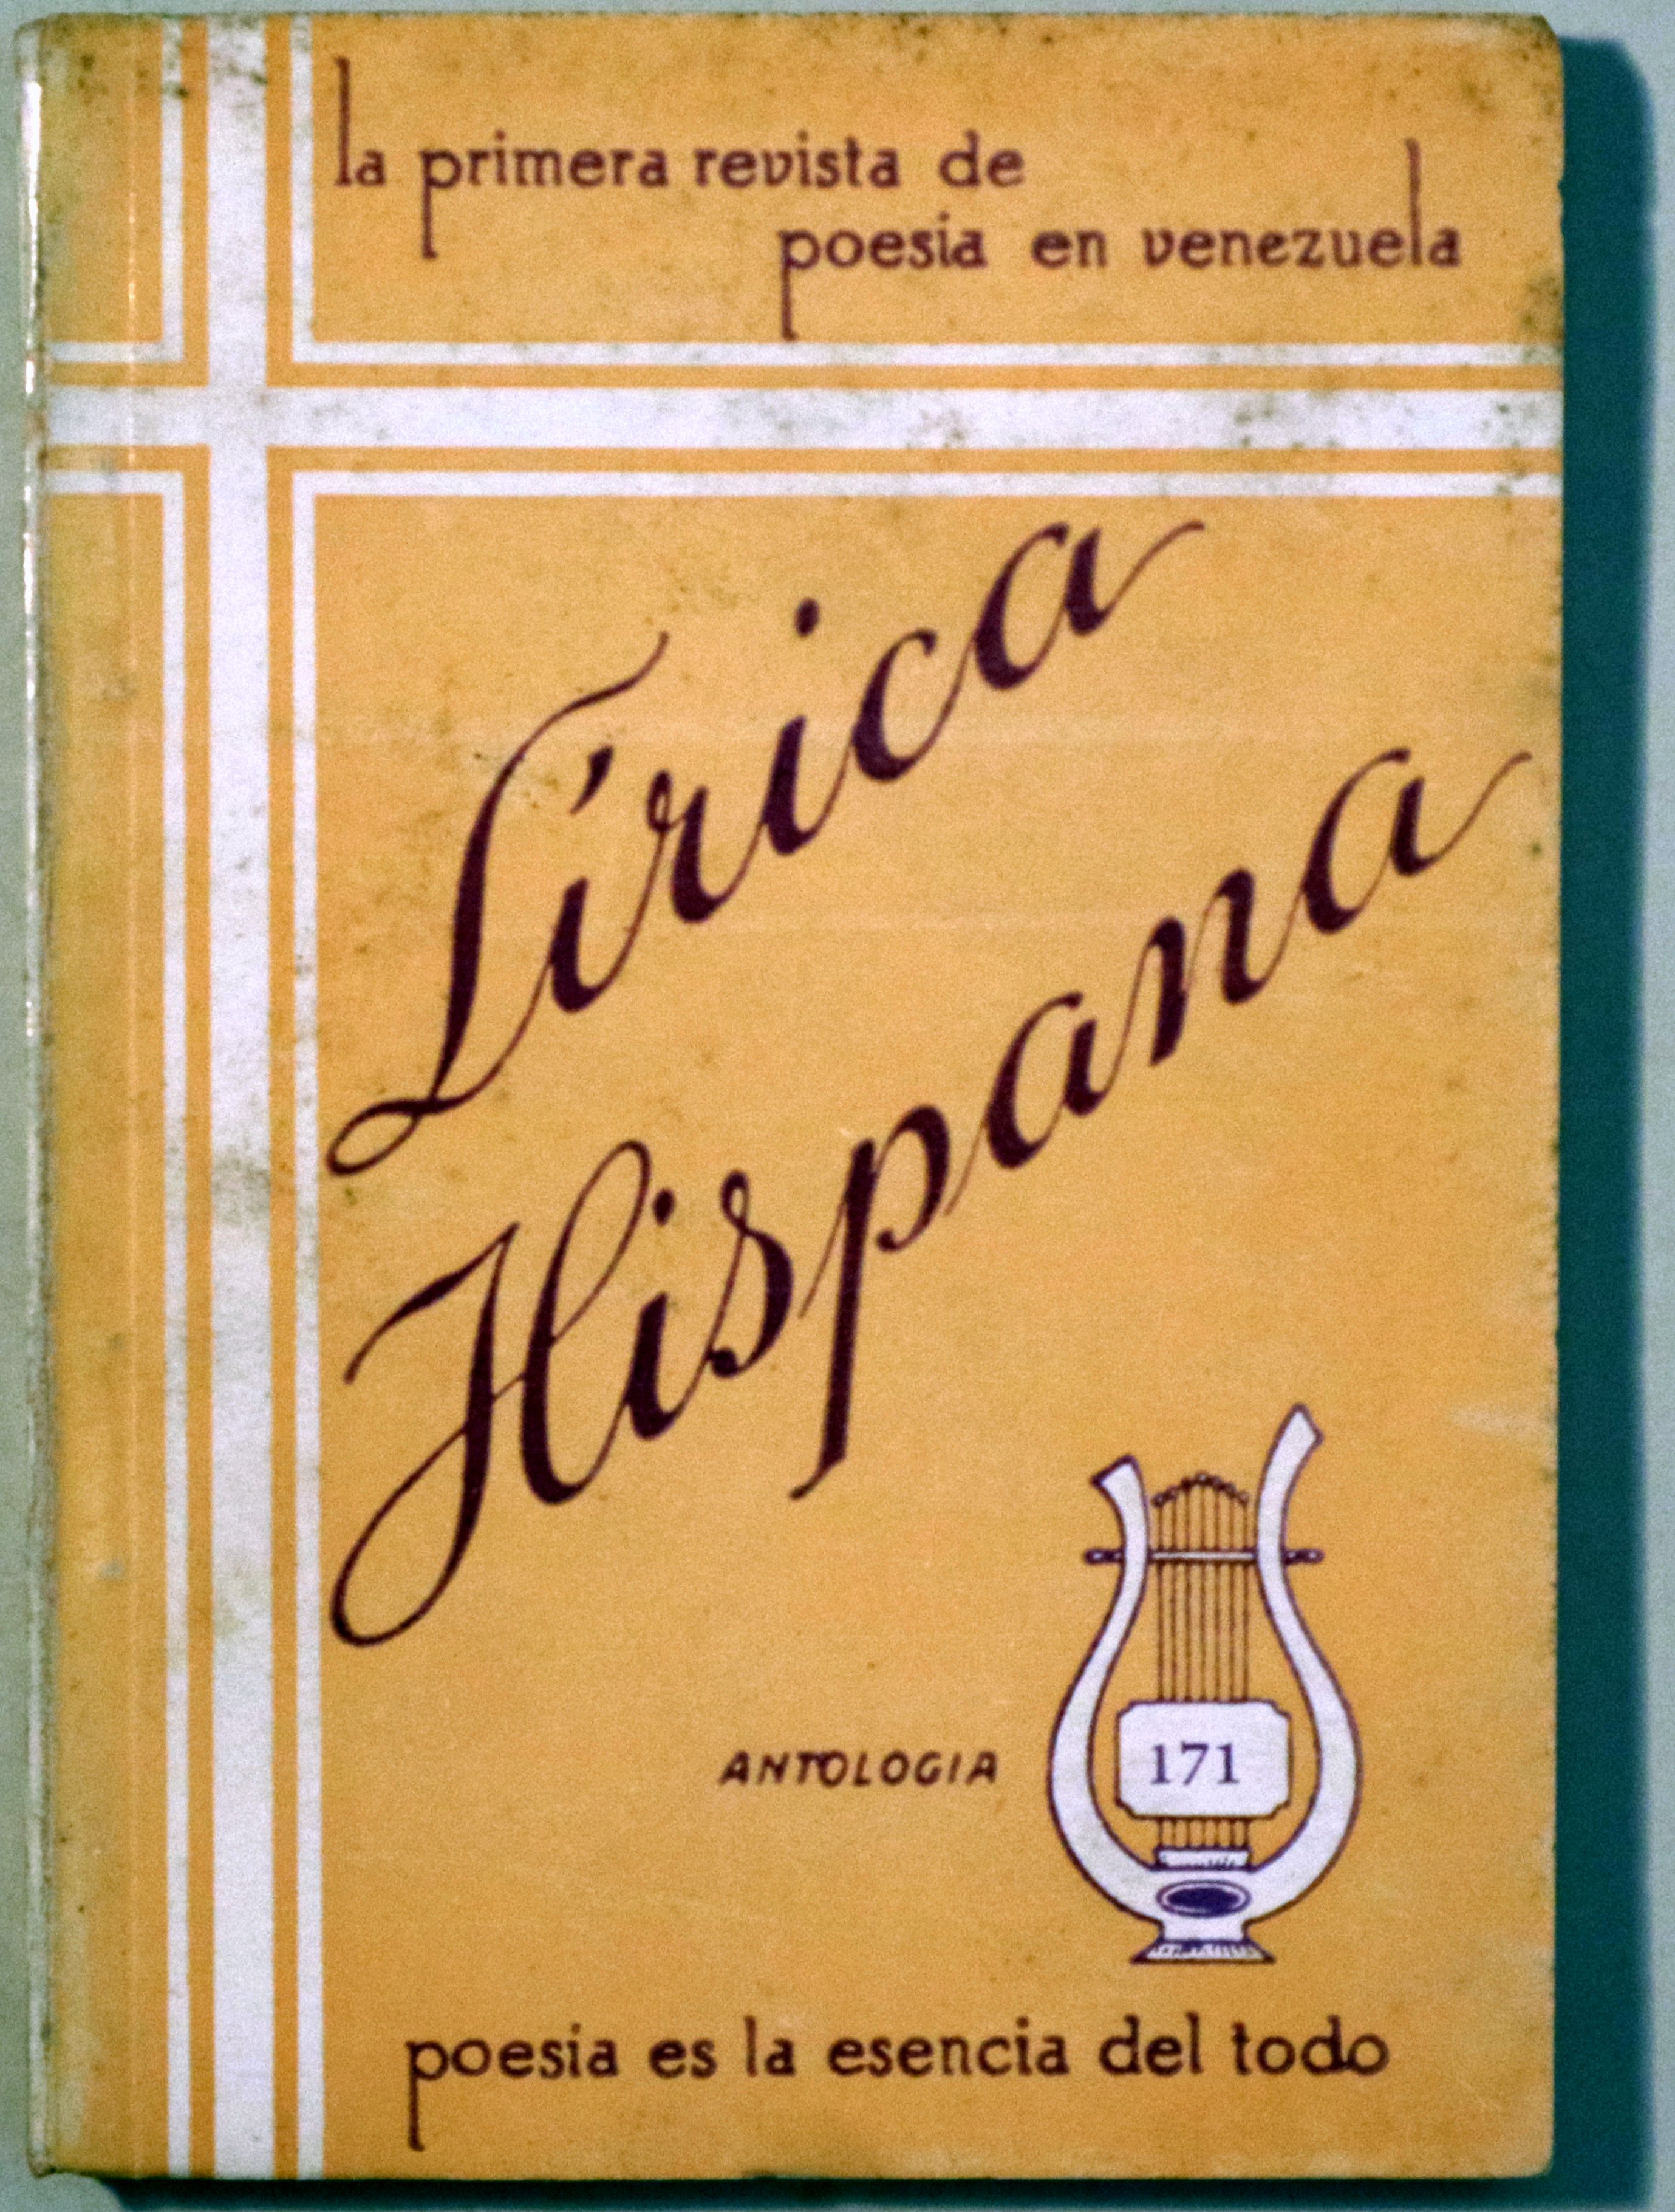 la primera revista de
poesia en venezuela
Lírica
Hispana
ANTOLOGIA
171
poesia es la esencia del todo